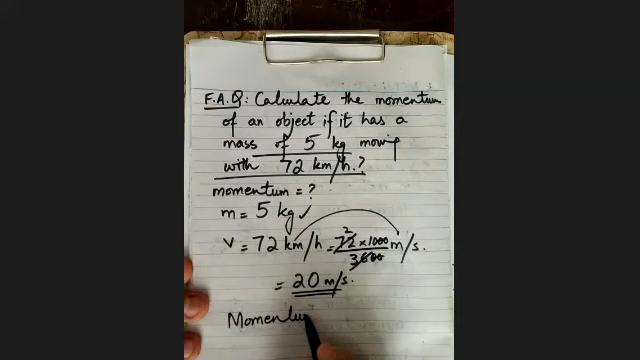 F.A.Q: Calculate the momentum
of an object if it has a
mass of 5 kg moving
with 72 km/h.?
momentum = ?
m = 5 kg ✓
v = 72 km/h = 72 2 × 1000 / 3600 m/s.
= 20 m/s.
Momentu